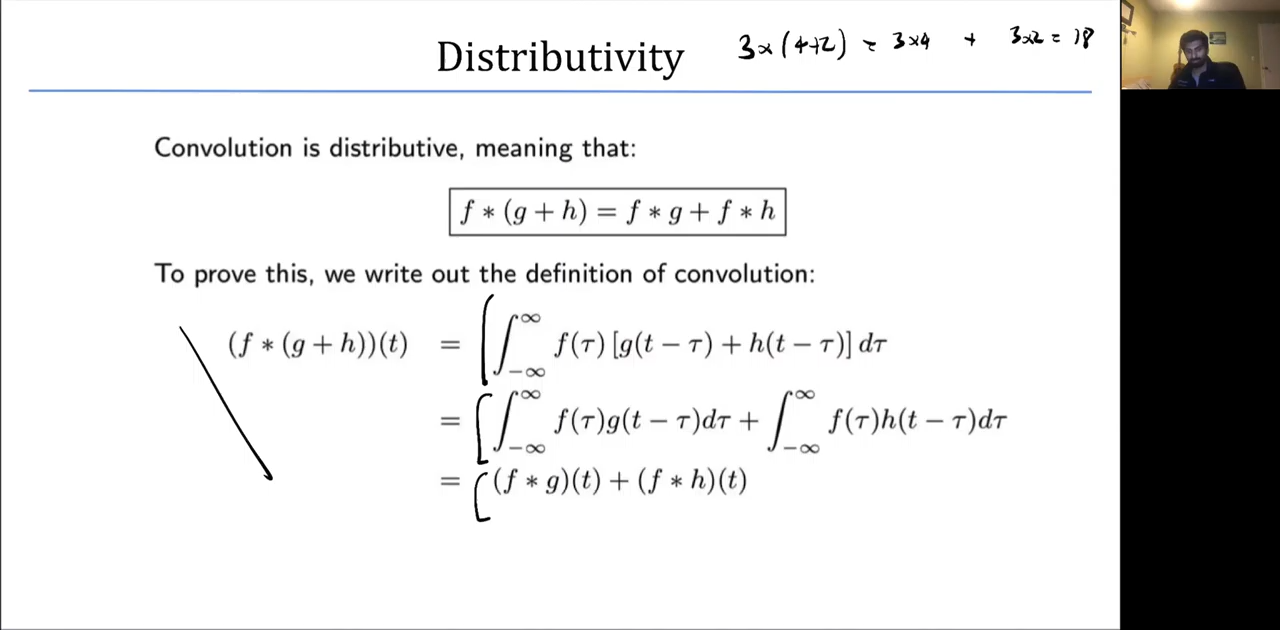 Distributivity
3×(4+2) = 3×4 + 3×2 = 18
Convolution is distributive, meaning that:
f ∗ (g + h) = f ∗ g + f ∗ h
To prove this, we write out the definition of convolution:
(f ∗ (g + h))(t) = ∫_{−∞}^{∞} f(τ) [g(t − τ) + h(t − τ)] dτ
= ∫_{−∞}^{∞} f(τ)g(t − τ)dτ + ∫_{−∞}^{∞} f(τ)h(t − τ)dτ
= (f ∗ g)(t) + (f ∗ h)(t)